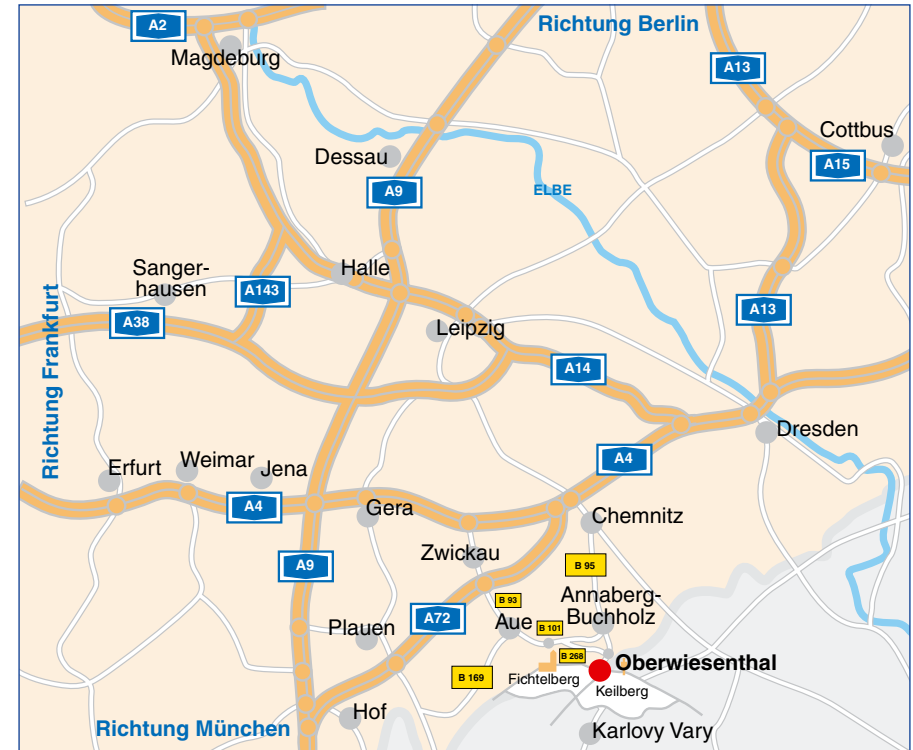 A2
Richtung Berlin
Magdeburg
A13
Cottbus
Dessau
A15
A9
ELBE
Sanger-
hausen
Halle
A143
A38
A13
Leipzig
Richtung Frankfurt
A14
Dresden
A4
Erfurt
Weimar
Jena
A4
Gera
Chemnitz
Zwickau
A9
B 95
Annaberg-
Buchholz
B 93
A72
Aue
B 101
Plauen
B 268
Oberwiesenthal
B 169
Fichtelberg
Keilberg
Hof
Richtung München
Karlovy Vary